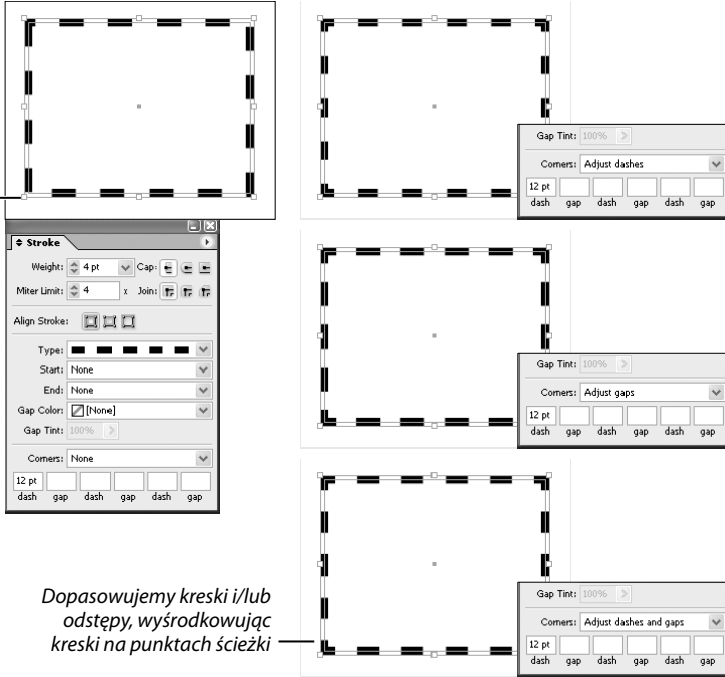 Stroke
Weight: 4 pt Cap:
Miter Limit: 4 x Join:
Align Stroke:
Type:
Start: None
End: None
Gap Color: [None]
Gap Tint: 100%
Corners: None
12 pt
dash gap dash gap dash gap
Gap Tint: 100%
Corners: Adjust dashes
12 pt
dash gap dash gap dash gap
Gap Tint: 100%
Corners: Adjust gaps
12 pt
dash gap dash gap dash gap
Dopasowujemy kreski i/lub
odstępy, wyśrodkowując
kreski na punktach ścieżki
Gap Tint: 100%
Corners: Adjust dashes and gaps
12 pt
dash gap dash gap dash gap